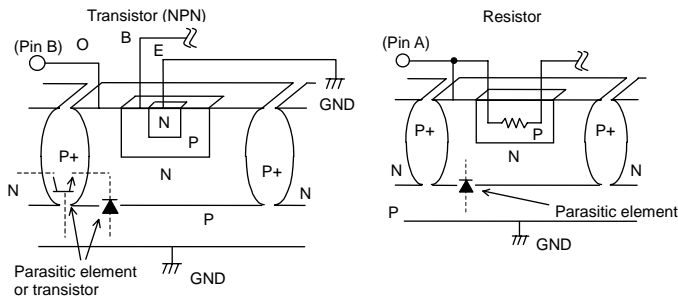 Transistor (NPN)
Resistor
(Pin B)
O
B
E
(Pin A)
GND
N
P
P
P+
P+
P+
P+
N
N
N
N
N
N
N
P
P
Parasitic element
GND
GND
Parasitic element
or transistor